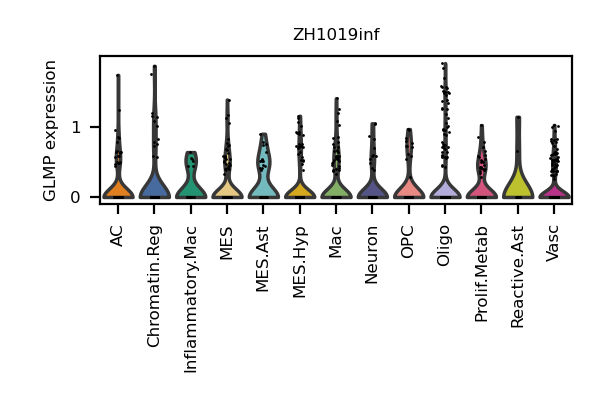 ZH1019inf
GLMP expression
1
0
AC
Chromatin.Reg
Inflammatory.Mac
MES
MES.Ast
MES.Hyp
Mac
Neuron
OPC
Oligo
Prolif.Metab
Reactive.Ast
Vasc